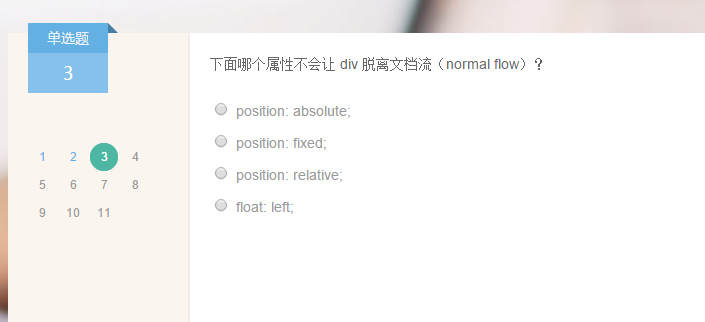 单选题
3
1 2 3 4
5 6 7 8
9 10 11
下面哪个属性不会让 div 脱离文档流（normal flow）？
position: absolute;
position: fixed;
position: relative;
float: left;